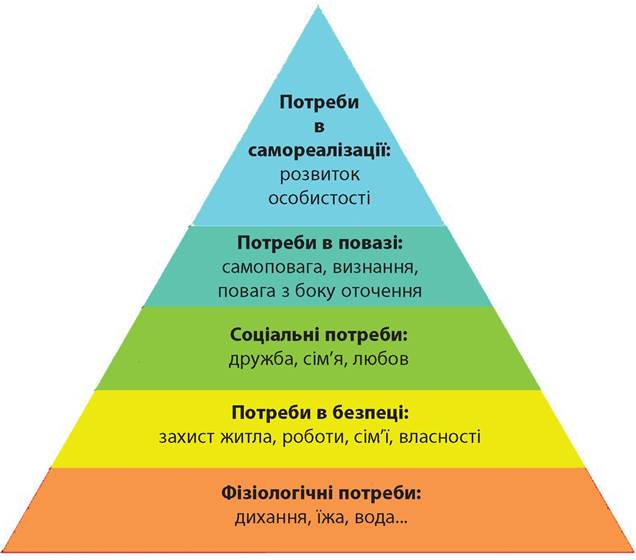 Потреби
в
самореалізації:
розвиток
особистості
Потреби в повазі:
самоповага, визнання,
повага з боку оточення
Соціальні потреби:
дружба, сім’я, любов
Потреби в безпеці:
захист житла, роботи, сім’ї, власності
Фізіологічні потреби:
дихання, їжа, вода...